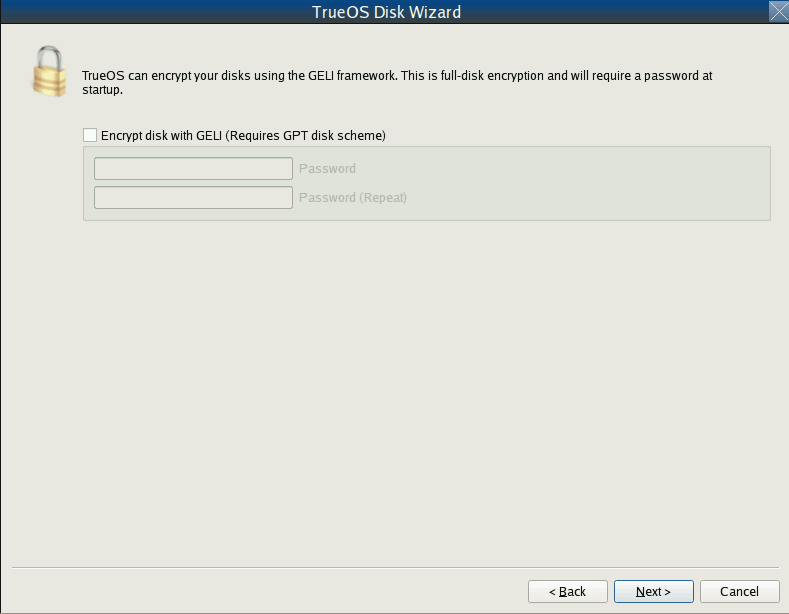 TrueOS Disk Wizard
TrueOS can encrypt your disks using the GELI framework. This is full-disk encryption and will require a password at
startup.
Encrypt disk with GELI (Requires GPT disk scheme)
Password
Password (Repeat)
< Back
Next >
Cancel